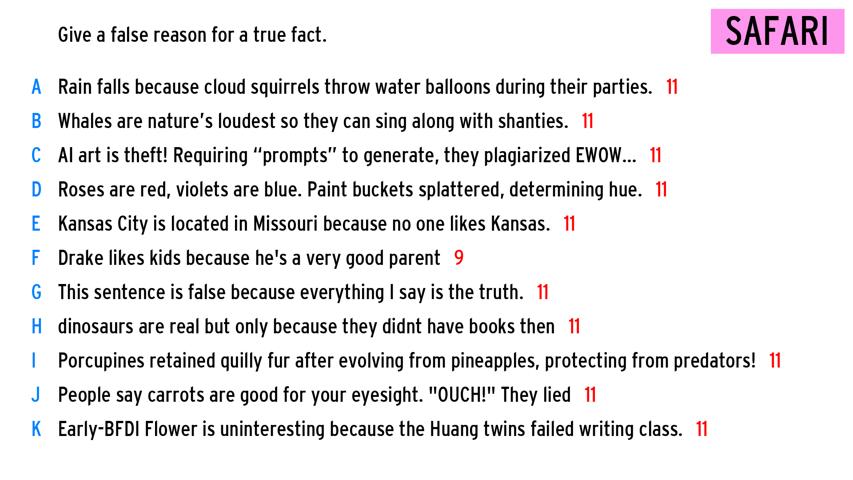 Give a false reason for a true fact.
SAFARI
A Rain falls because cloud squirrels throw water balloons during their parties. 11
B Whales are nature’s loudest so they can sing along with shanties. 11
C AI art is theft! Requiring “prompts” to generate, they plagiarized EWOW... 11
D Roses are red, violets are blue. Paint buckets splattered, determining hue. 11
E Kansas City is located in Missouri because no one likes Kansas. 11
F Drake likes kids because he's a very good parent 9
G This sentence is false because everything I say is the truth. 11
H dinosaurs are real but only because they didnt have books then 11
I Porcupines retained quilly fur after evolving from pineapples, protecting from predators! 11
J People say carrots are good for your eyesight. "OUCH!" They lied 11
K Early-BFDI Flower is uninteresting because the Huang twins failed writing class. 11